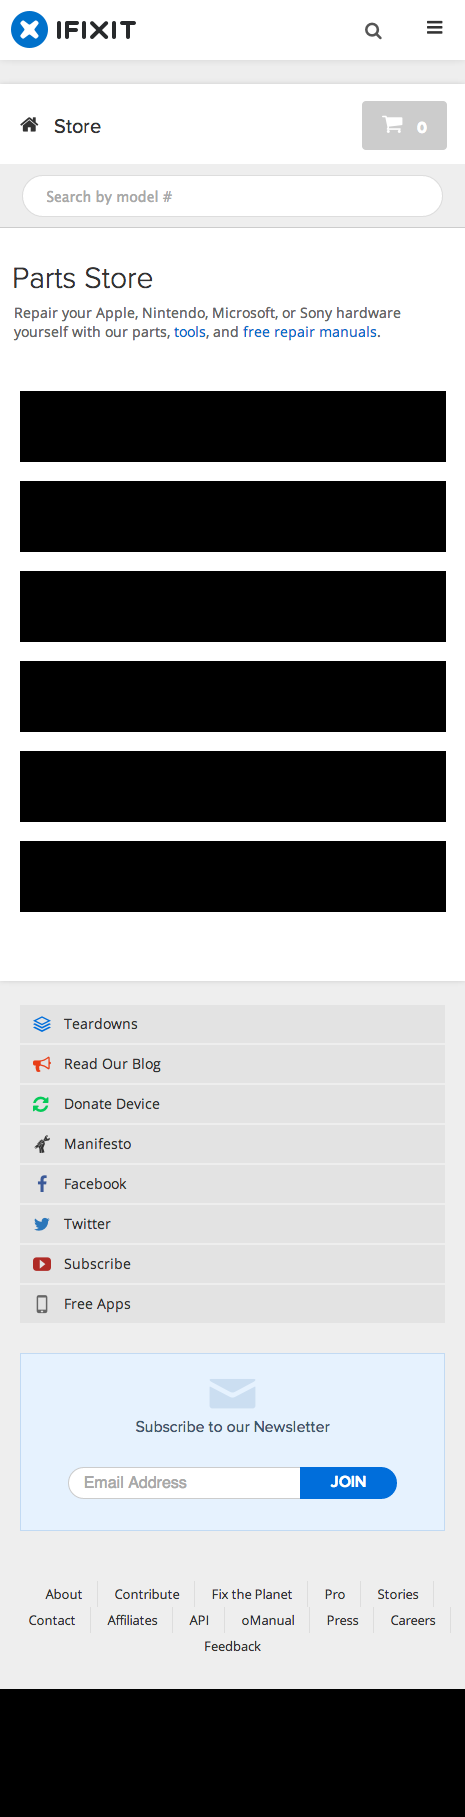 IFIXIT
Store
0
Search by model #
Parts Store
Repair your Apple, Nintendo, Microsoft, or Sony hardware
yourself with our parts, tools, and free repair manuals.
Teardowns
Read Our Blog
Donate Device
Manifesto
Facebook
Twitter
Subscribe
Free Apps
Subscribe to our Newsletter
Email Address JOIN
About Contribute Fix the Planet Pro Stories
Contact Affiliates API oManual Press Careers
Feedback